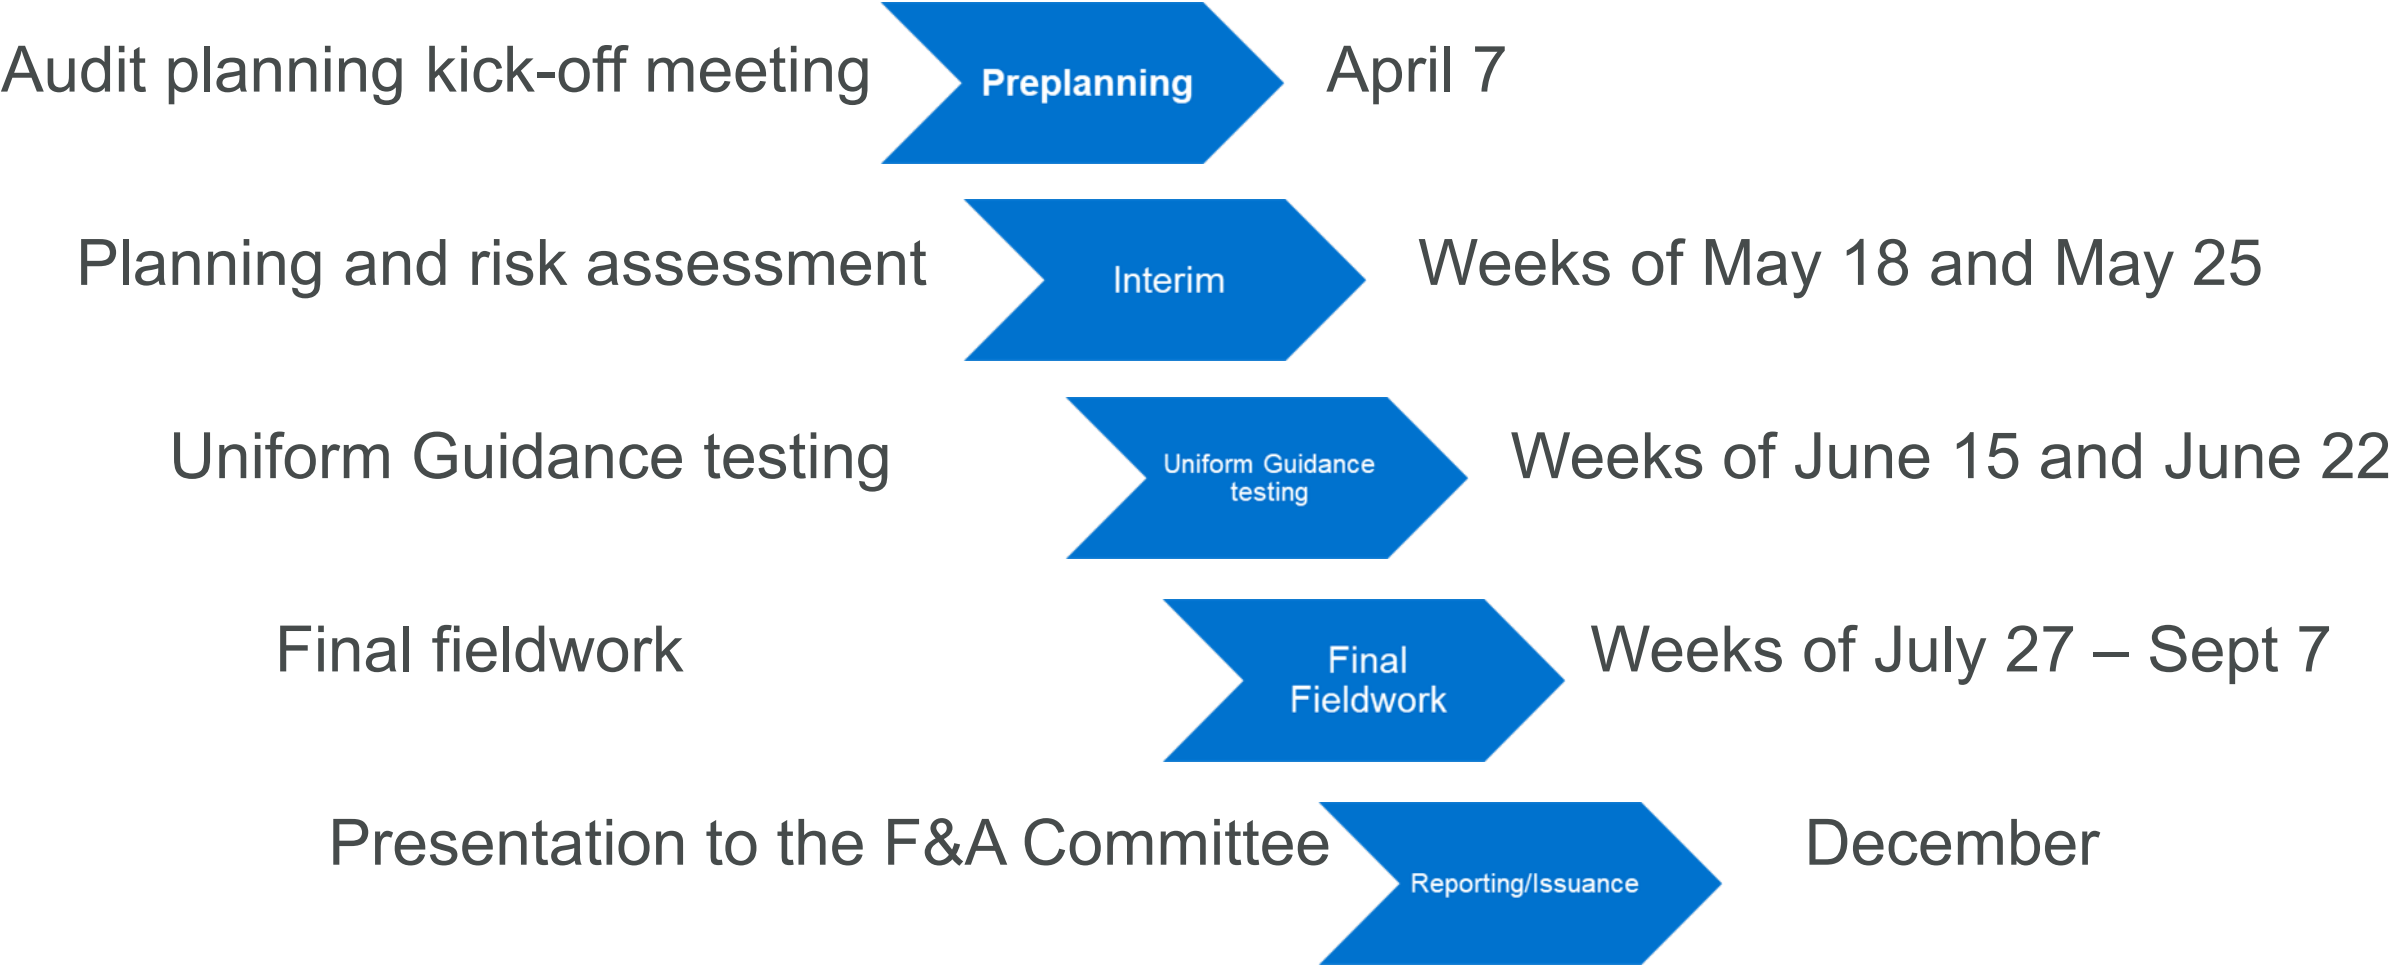 Audit planning kick-off meeting
Preplanning
April 7
Planning and risk assessment
Interim
Weeks of May 18 and May 25
Uniform Guidance testing
Uniform Guidance
testing
Weeks of June 15 and June 22
Final fieldwork
Final
Fieldwork
Weeks of July 27 – Sept 7
Presentation to the F&A Committee
Reporting/Issuance
December